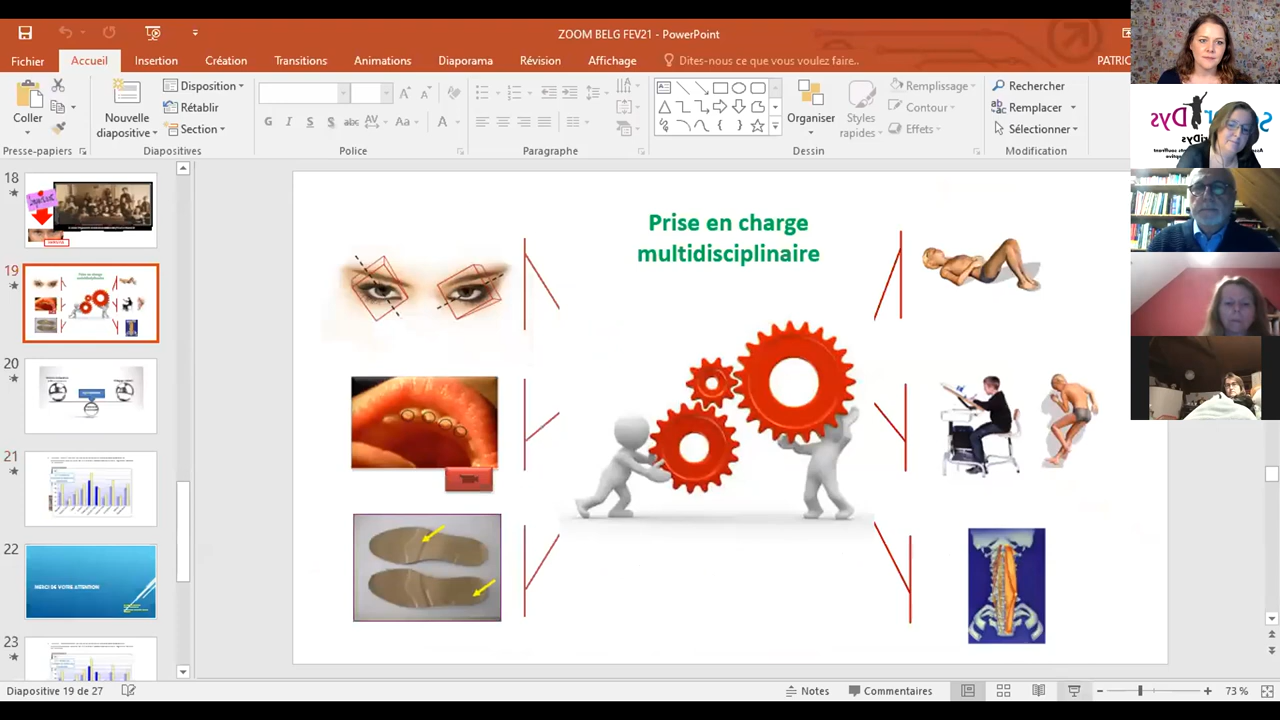 ZOOM BELG FEV21 - PowerPoint
Fichier
Accueil
Insertion
Création
Transitions
Animations
Diaporama
Révision
Affichage
Dites-nous ce que vous voulez faire..
PATRIC
Coller
Presse-papiers
Nouvelle
diapositive
Disposition
Rétablir
Section
Diapositives
G I S S abc AV Aa A
Police
Paragraphe
Organiser
Styles
rapides
Remplissage
Contour
Effets
Dessin
Rechercher
Remplacer
Sélectionner
Modification
18
19
20
21
22
MERCI DE VOTRE ATTENTION
23
Prise en charge
multidisciplinaire
Diapositive 19 de 27
Notes
Commentaires
73 %